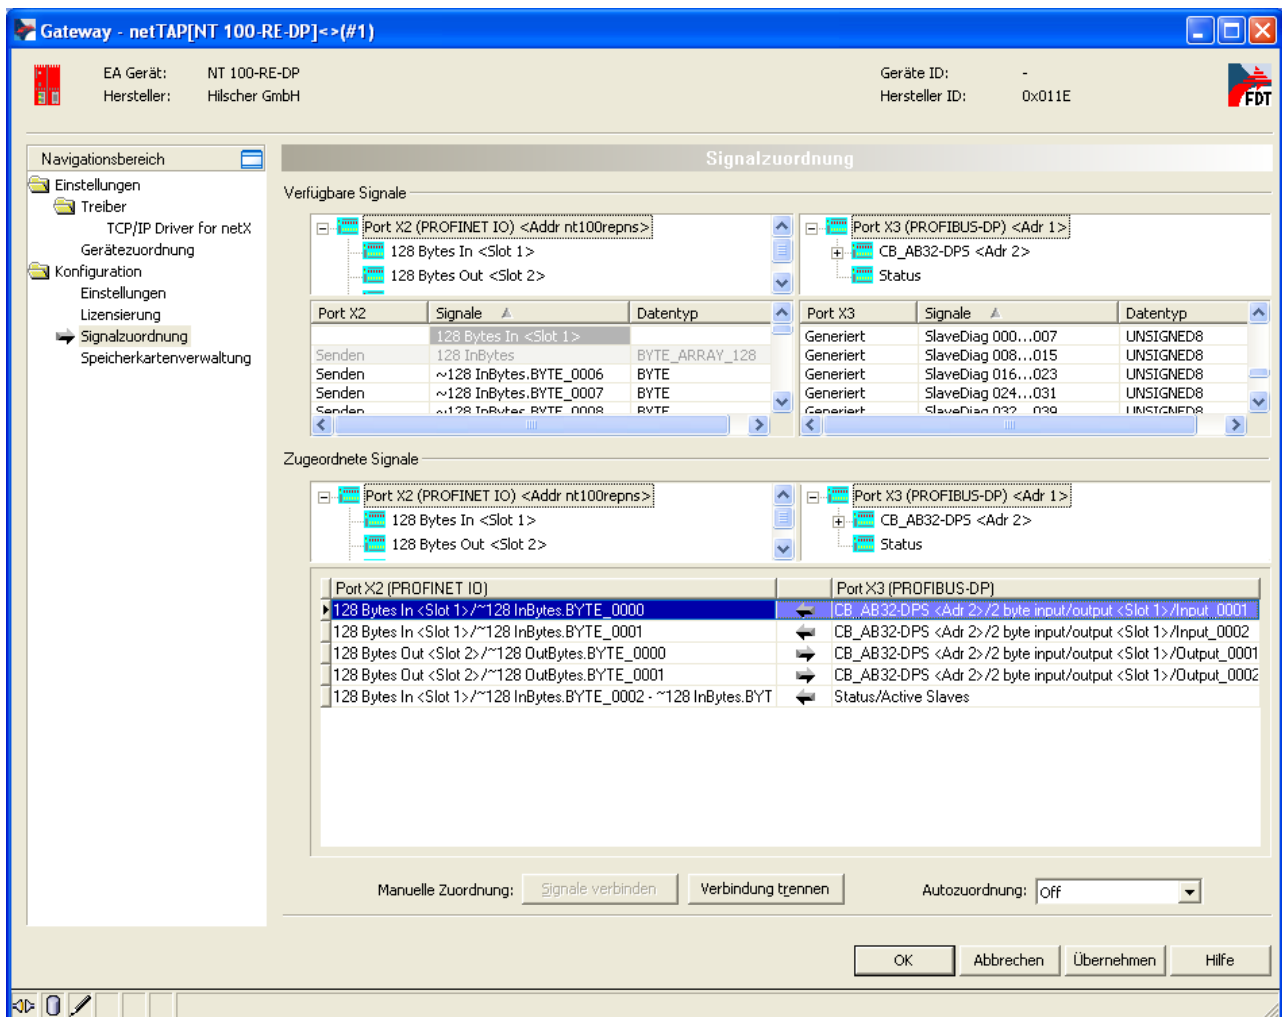 Gateway - netTAP[NT 100-RE-DP]<>(#1)
EA Gerät: NT 100-RE-DP Geräte ID: -
Hersteller: Hilscher GmbH Hersteller ID: 0x011E
FDT
Navigationsbereich
Einstellungen
Treiber
TCP/IP Driver for netX
Gerätezuordnung
Konfiguration
Einstellungen
Lizensierung
Signalzuordnung
Speicherkartenverwaltung
Signalzuordnung
Verfügbare Signale
Port X2 (PROFINET IO) <Addr nt100repns>
128 Bytes In <Slot 1>
128 Bytes Out <Slot 2>
Port X3 (PROFIBUS-DP) <Adr 1>
CB_AB32-DPS <Adr 2>
Status
Port X2 Signale Datentyp
128 Bytes In <Slot 1>
Senden 128 InBytes BYTE_ARRAY_128
Senden ~128 InBytes.BYTE_0006 BYTE
Senden ~128 InBytes.BYTE_0007 BYTE
Senden ~128 InBytes.BYTE_0008 BYTE
Port X3 Signale Datentyp
Generiert SlaveDiag 000...007 UNSIGNED8
Generiert SlaveDiag 008...015 UNSIGNED8
Generiert SlaveDiag 016...023 UNSIGNED8
Generiert SlaveDiag 024...031 UNSIGNED8
Generiert SlaveDiag 032...039 UNSIGNED8
Zugeordnete Signale
Port X2 (PROFINET IO) <Addr nt100repns>
128 Bytes In <Slot 1>
128 Bytes Out <Slot 2>
Port X3 (PROFIBUS-DP) <Adr 1>
CB_AB32-DPS <Adr 2>
Status
Port X2 (PROFINET IO) Port X3 (PROFIBUS-DP)
128 Bytes In <Slot 1>/~128 InBytes.BYTE_0000 CB_AB32-DPS <Adr 2>/2 byte input/output <Slot 1>/Input_0001
128 Bytes In <Slot 1>/~128 InBytes.BYTE_0001 CB_AB32-DPS <Adr 2>/2 byte input/output <Slot 1>/Input_0002
128 Bytes Out <Slot 2>/~128 OutBytes.BYTE_0000 CB_AB32-DPS <Adr 2>/2 byte input/output <Slot 1>/Output_0001
128 Bytes Out <Slot 2>/~128 OutBytes.BYTE_0001 CB_AB32-DPS <Adr 2>/2 byte input/output <Slot 1>/Output_0002
128 Bytes In <Slot 1>/~128 InBytes.BYTE_0002 - ~128 InBytes.BYT Status/Active Slaves
Manuelle Zuordnung: Signale verbinden Verbindung trennen Autozuordnung: Off
OK Abbrechen Übernehmen Hilfe